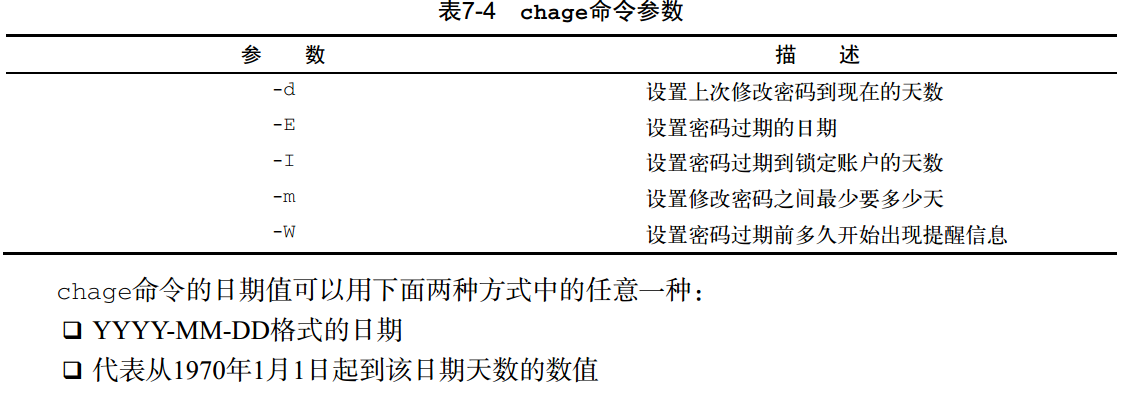 表7-4 chage命令参数
参 数 描 述
-d 设置上次修改密码到现在的天数
-E 设置密码过期的日期
-I 设置密码过期到锁定账户的天数
-m 设置修改密码之间最少要多少天
-W 设置密码过期前多久开始出现提醒信息
chage命令的日期值可以用下面两种方式中的任意一种：
❑ YYYY-MM-DD格式的日期
❑ 代表从1970年1月1日起到该日期天数的数值